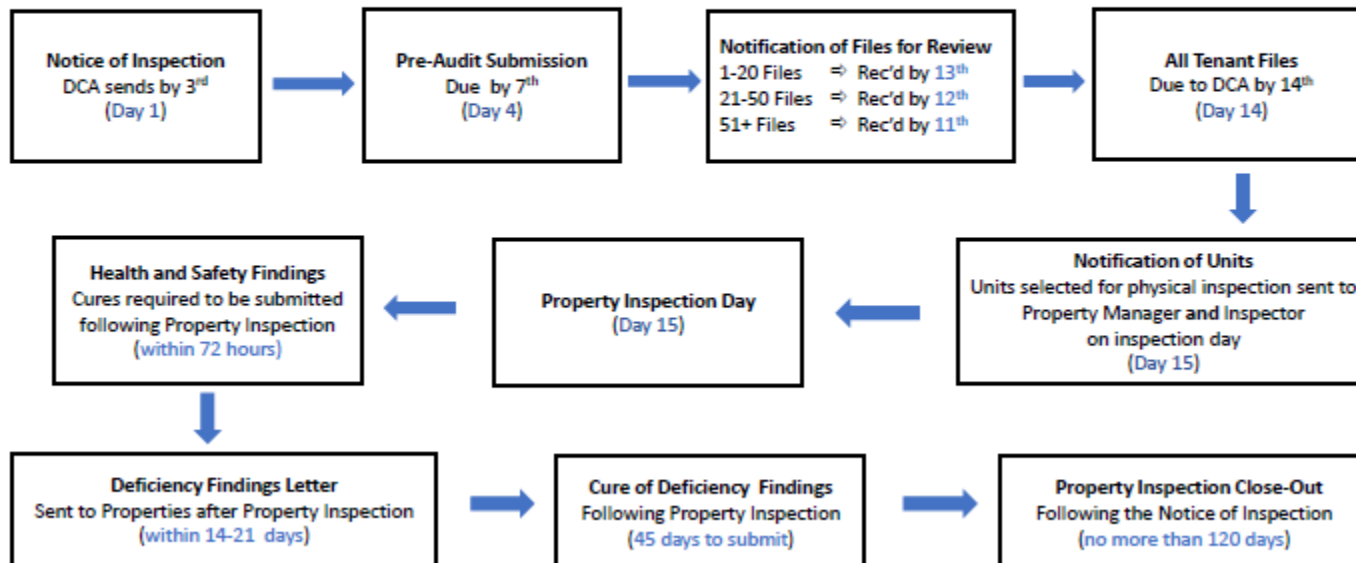 Notice of Inspection
DCA sends by 3rd
(Day 1)
Pre-Audit Submission
Due by 7th
(Day 4)
Notification of Files for Review
1-20 Files ⇨ Rec'd by 13th
21-50 Files ⇨ Rec'd by 12th
51+ Files ⇨ Rec'd by 11th
All Tenant Files
Due to DCA by 14th
(Day 14)
Notification of Units
Units selected for physical inspection sent to
Property Manager and Inspector
on inspection day
(Day 15)
Property Inspection Day
(Day 15)
Health and Safety Findings
Cures required to be submitted
following Property Inspection
(within 72 hours)
Deficiency Findings Letter
Sent to Properties after Property Inspection
(within 14-21 days)
Cure of Deficiency Findings
Following Property Inspection
(45 days to submit)
Property Inspection Close-Out
Following the Notice of Inspection
(no more than 120 days)